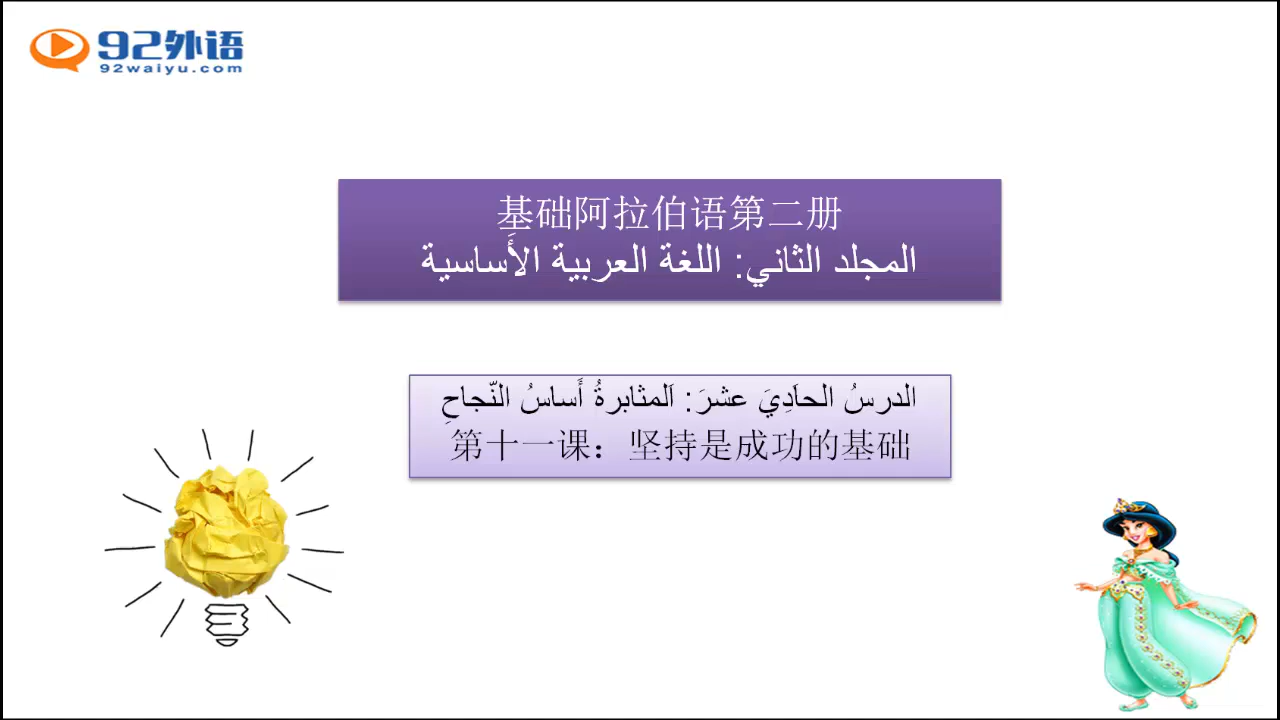 92外语
92waiyu.com
基础阿拉伯语第二册
المجلد الثاني: اللغة العربية الأَساسية
الدرسُ الحاَدِيَ عشرَ: اَلمثابرةُ أَساسُ النّجاحِ
第十一课：坚持是成功的基础